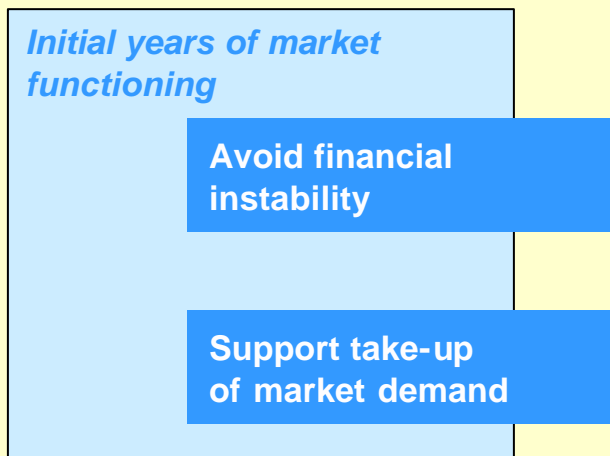 Initial years of market
functioning
Avoid financial
instability
Support take-up
of market demand